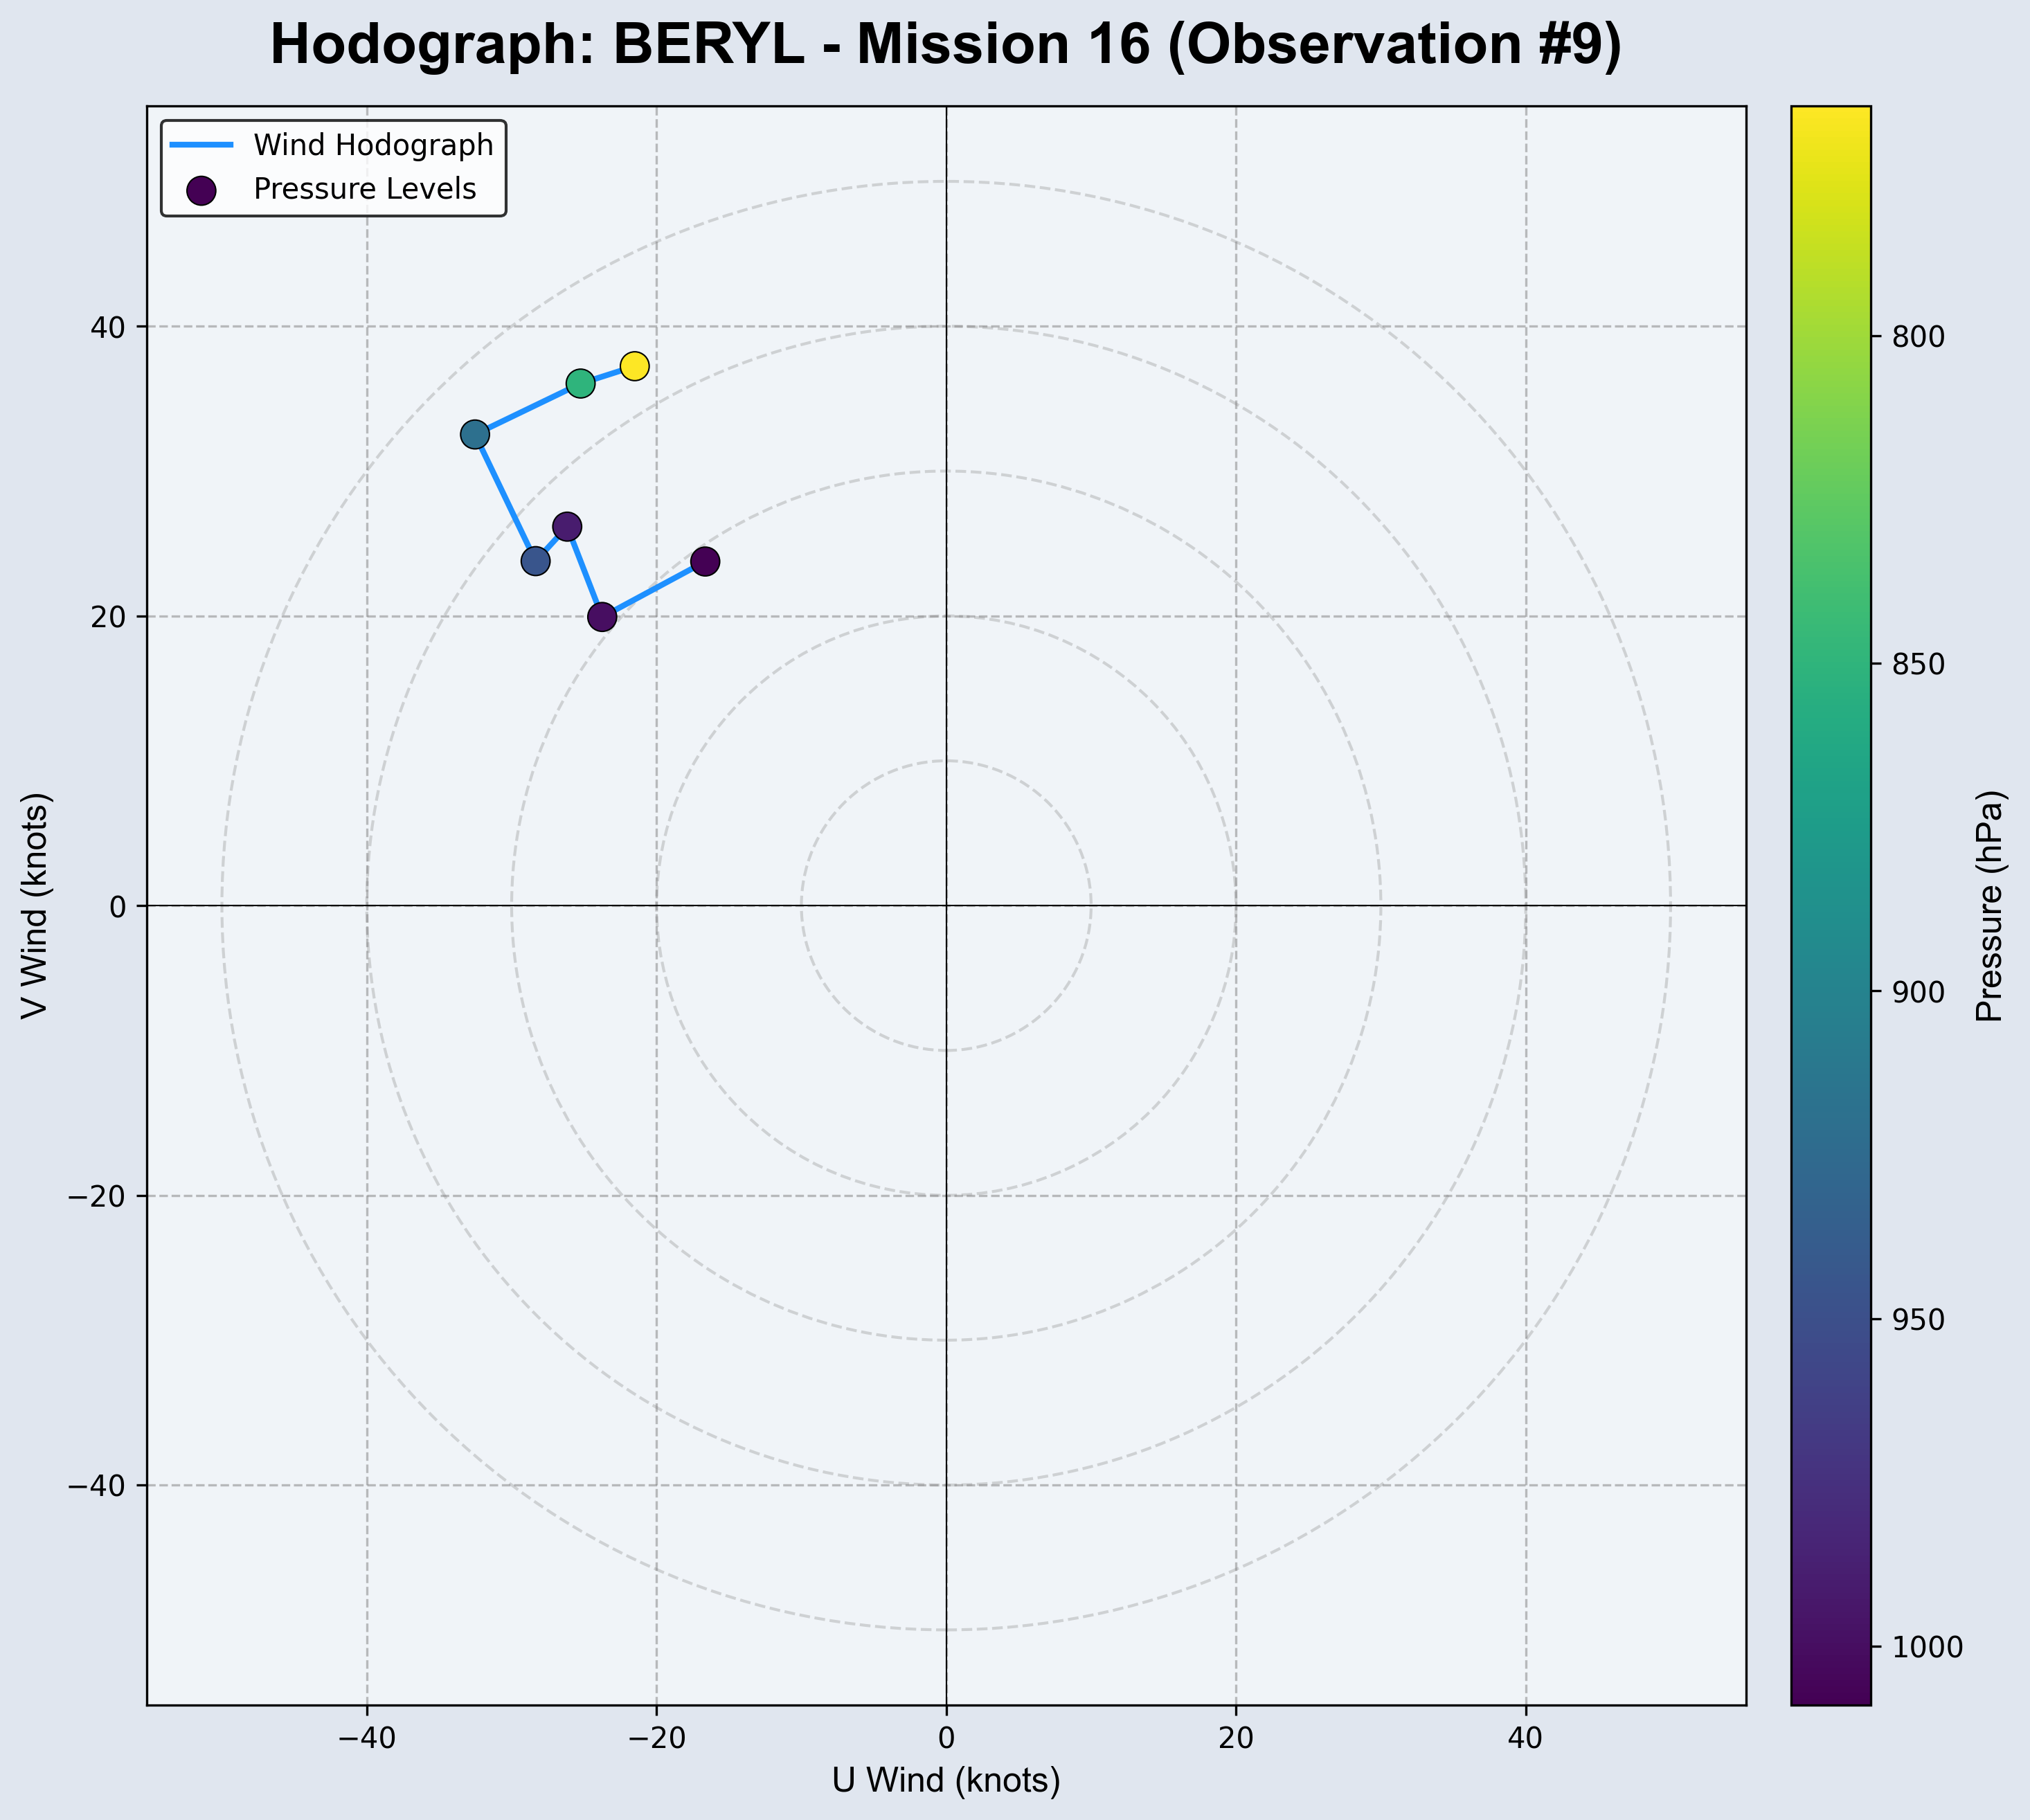 Hodograph: BERYL - Mission 16 (Observation #9)
Wind Hodograph
Pressure Levels
40
20
0
−20
−40
V Wind (knots)
−40
−20
0
20
40
U Wind (knots)
800
850
900
950
1000
Pressure (hPa)